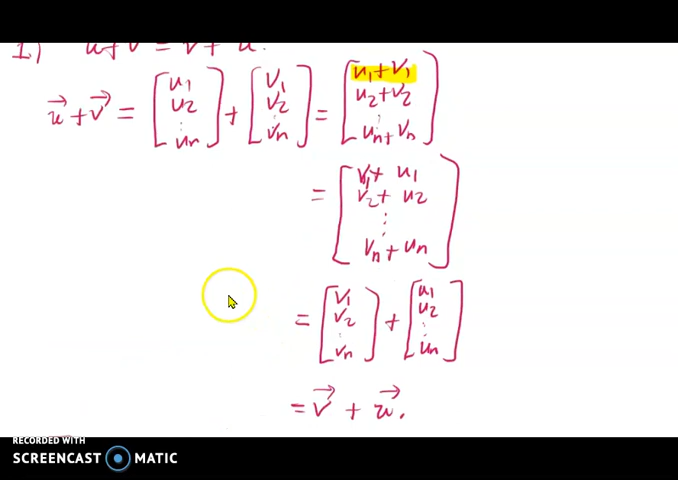 1) u+v = v+u.
u⃗+v⃗ = [u1 u2 ⋮ un] + [v1 v2 ⋮ vn] = [u1+v1 u2+v2 ⋮ un+vn]
= [v1+u1 v2+u2 ⋮ vn+un]
= [v1 v2 ⋮ vn] + [u1 u2 ⋮ un]
= v⃗ + u⃗.
RECORDED WITH
SCREENCAST MATIC